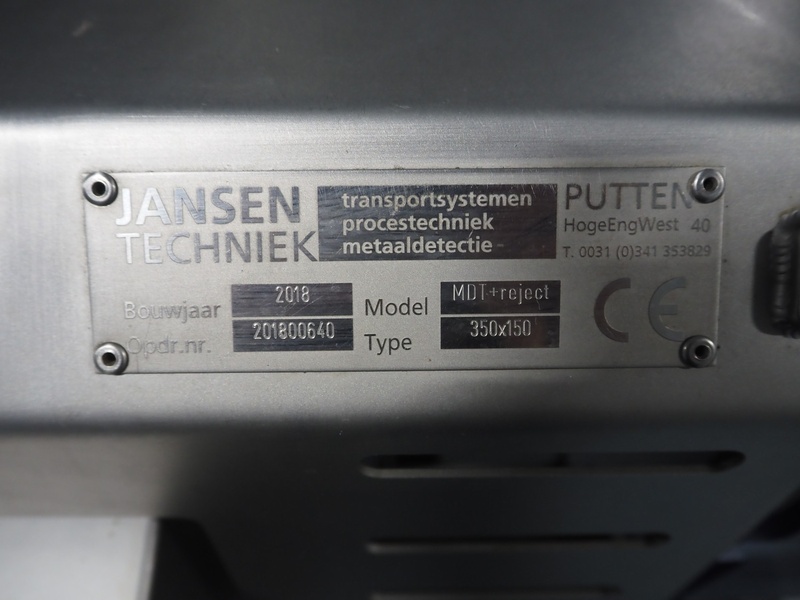 JANSEN
TECHNIEK
transportsystemen
procestechniek
metaaldetectie
PUTTEN
HogeEngWest 40
T. 0031 (0)341 353829
Bouwjaar 2018
Opdr.nr. 201800640
Model MDT+reject
Type 350x150
CE